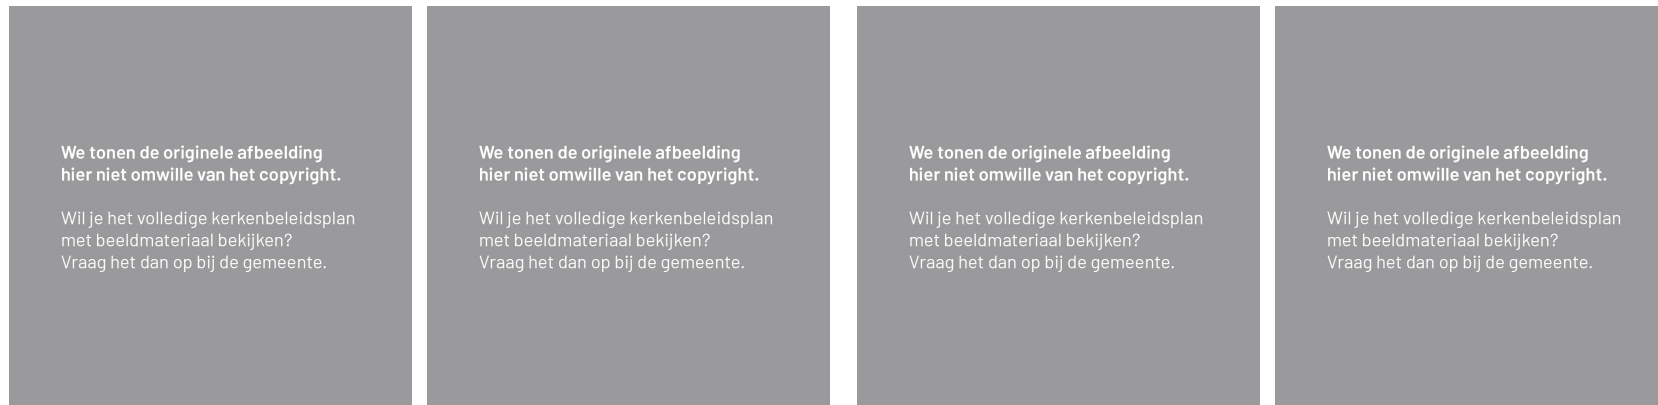 We tonen de originele afbeelding
hier niet omwille van het copyright.
Wil je het volledige kerkenbeleidsplan
met beeldmateriaal bekijken?
Vraag het dan op bij de gemeente.
We tonen de originele afbeelding
hier niet omwille van het copyright.
Wil je het volledige kerkenbeleidsplan
met beeldmateriaal bekijken?
Vraag het dan op bij de gemeente.
We tonen de originele afbeelding
hier niet omwille van het copyright.
Wil je het volledige kerkenbeleidsplan
met beeldmateriaal bekijken?
Vraag het dan op bij de gemeente.
We tonen de originele afbeelding
hier niet omwille van het copyright.
Wil je het volledige kerkenbeleidsplan
met beeldmateriaal bekijken?
Vraag het dan op bij de gemeente.